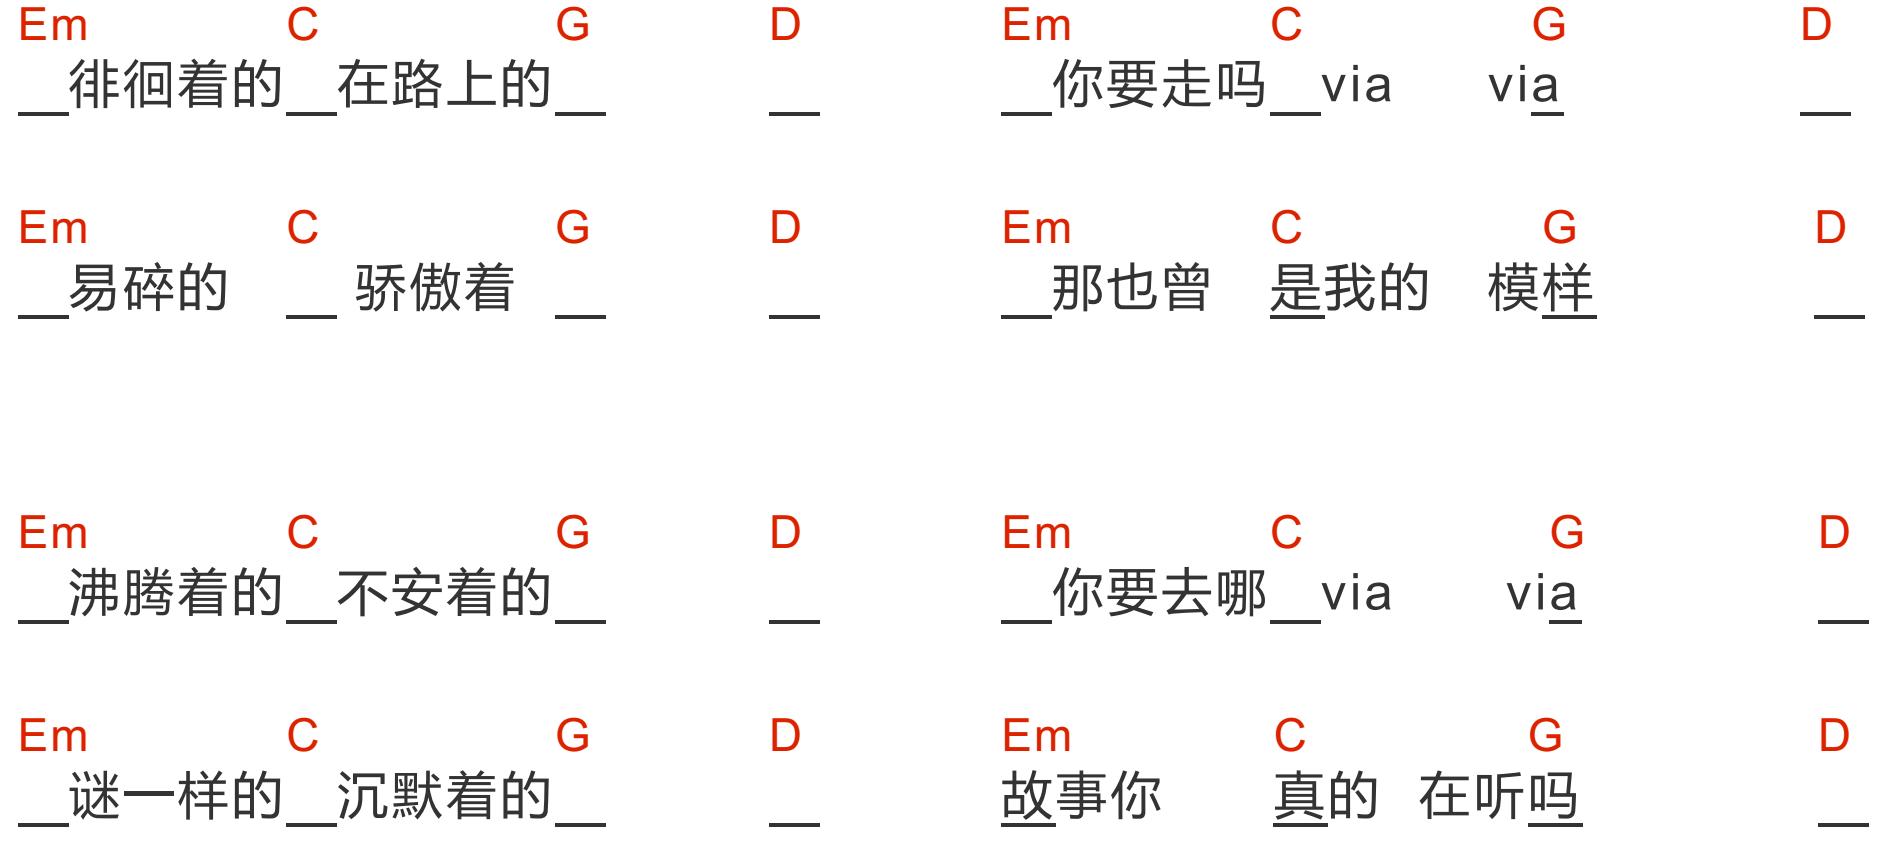 Em C G D Em C G D
__徘徊着的__在路上的__ __ __你要走吗__via via __
Em C G D Em C G D
__易碎的 __ 骄傲着 __ __ __那也曾 是我的 模样 __
Em C G D Em C G D
__沸腾着的__不安着的__ __ __你要去哪__via via __
Em C G D Em C G D
__谜一样的__沉默着的__ __ 故事你 真的 在听吗 __